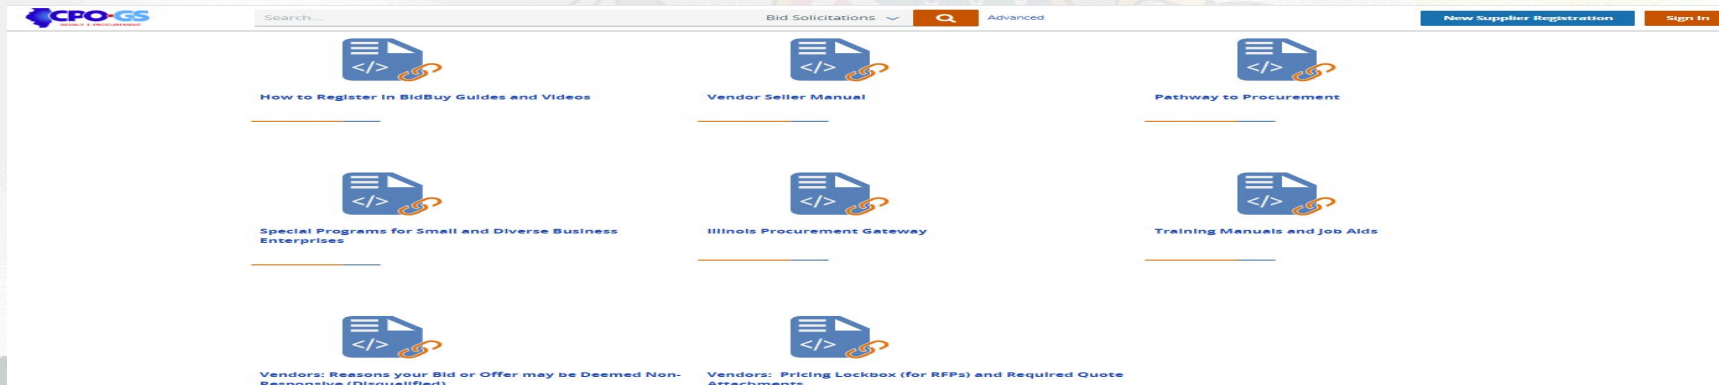 CPO-GS
Search...
Bid Solicitations
Advanced
New Supplier Registration
Sign In
</>
</>
</>
How to Register in BidBuy Guides and Videos
Vendor Seller Manual
Pathway to Procurement
</>
</>
</>
Special Programs for Small and Diverse Business
Enterprises
Illinois Procurement Gateway
Training Manuals and Job Aids
</>
</>
Vendors: Reasons your Bid or Offer may be Deemed Non-
Responsive (Disqualified)
Vendors: Pricing Lockbox (for RFPs) and Required Quote
Attachments